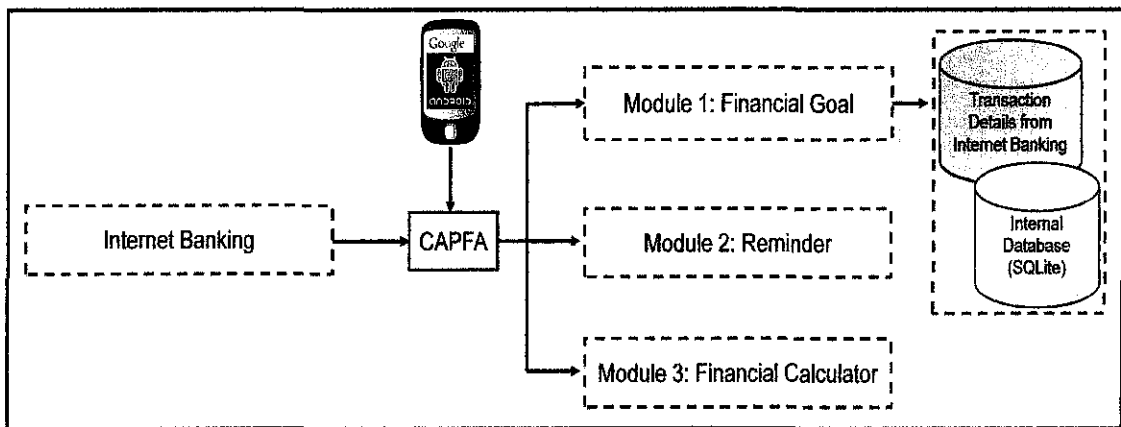 Google
ANDROID
Internet Banking
CAPFA
Module 1: Financial Goal
Module 2: Reminder
Module 3: Financial Calculator
Transaction
Details from
Internet Banking
Internal
Database
(SQLite)